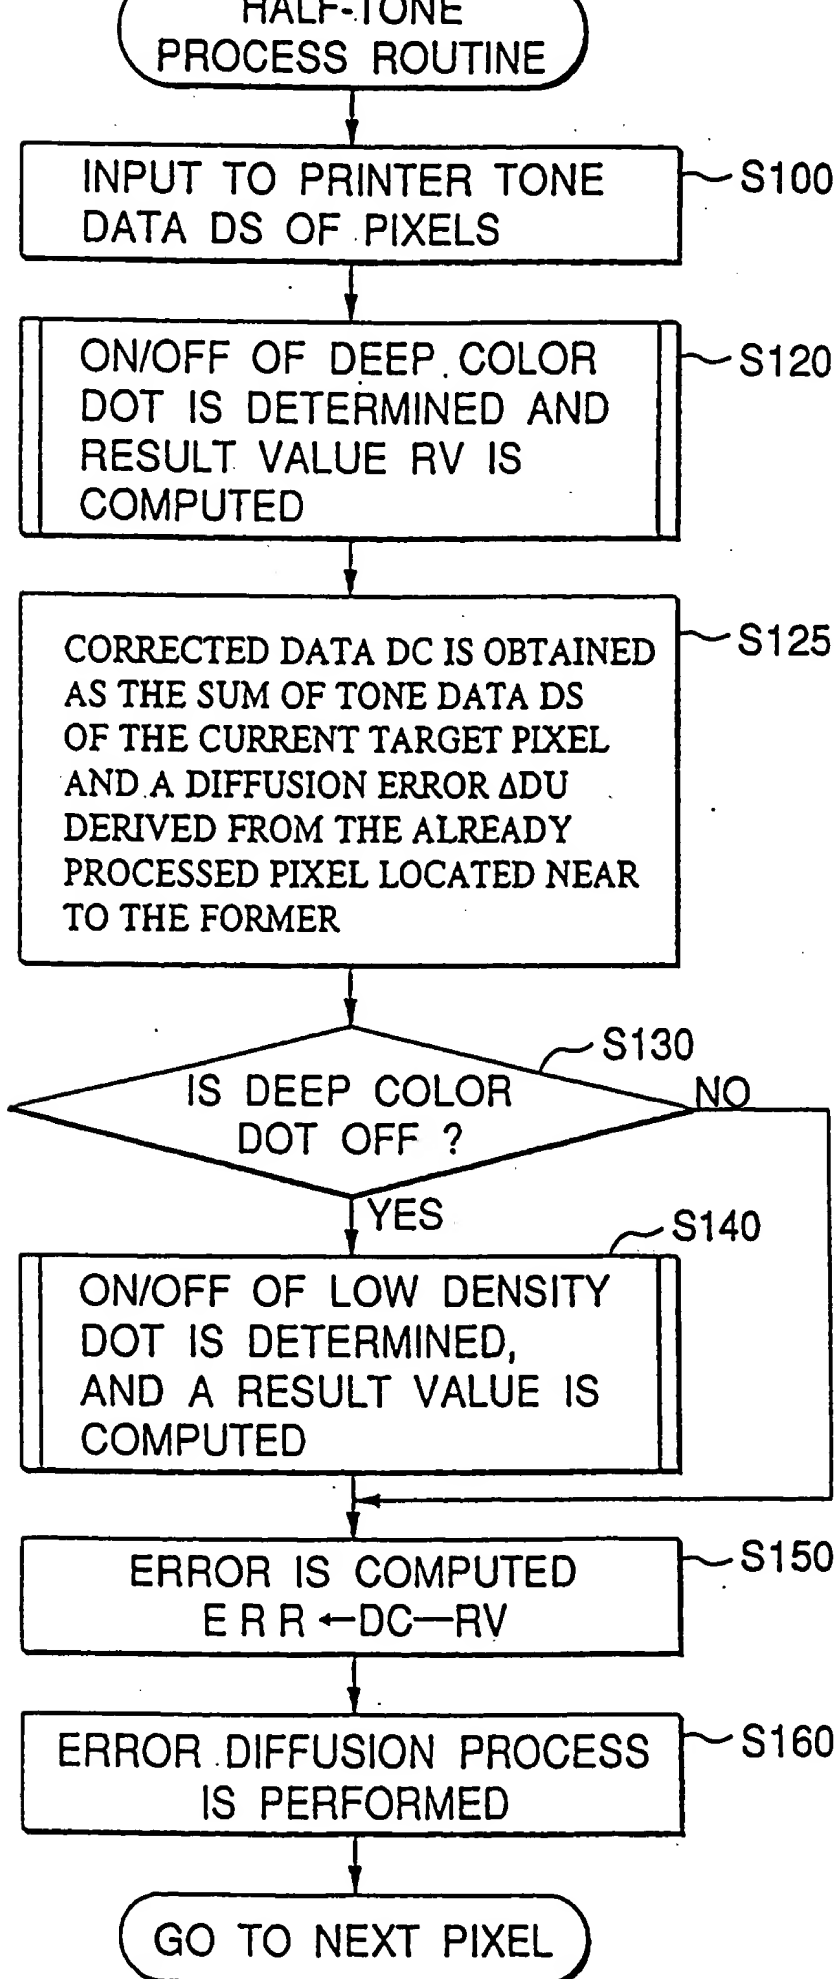 HALF-TONE
PROCESS ROUTINE
INPUT TO PRINTER TONE
DATA DS OF PIXELS
S100
ON/OFF OF DEEP COLOR
DOT IS DETERMINED AND
RESULT VALUE RV IS
COMPUTED
S120
CORRECTED DATA DC IS OBTAINED
AS THE SUM OF TONE DATA DS
OF THE CURRENT TARGET PIXEL
AND A DIFFUSION ERROR ΔDU
DERIVED FROM THE ALREADY
PROCESSED PIXEL LOCATED NEAR
TO THE FORMER
S125
S130
IS DEEP COLOR
DOT OFF ?
NO
YES
S140
ON/OFF OF LOW DENSITY
DOT IS DETERMINED,
AND A RESULT VALUE IS
COMPUTED
ERROR IS COMPUTED
ERR←DC—RV
S150
ERROR DIFFUSION PROCESS
IS PERFORMED
S160
GO TO NEXT PIXEL